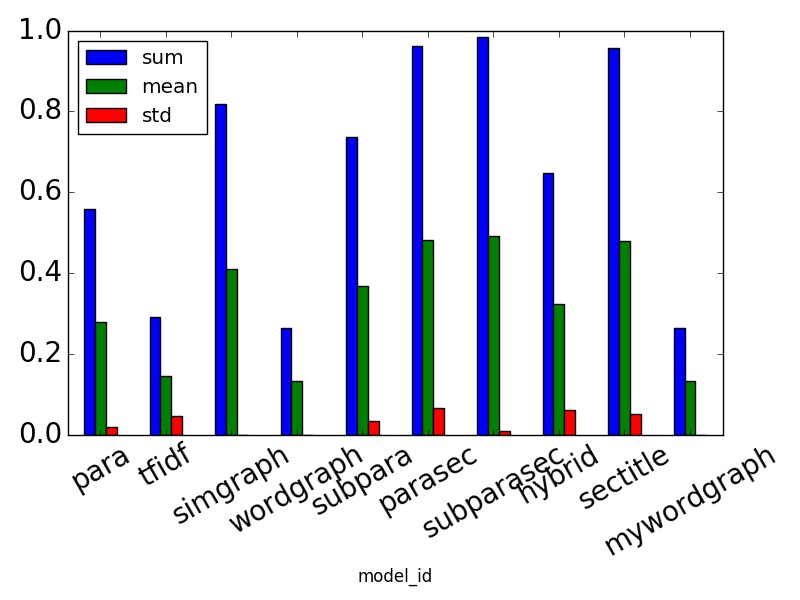 1.0
0.8
0.6
0.4
0.2
0.0
sum
mean
std
para
tfidf
simgraph
wordgraph
subpara
parasec
subparasec
hybrid
sectitle
mywordgraph
model_id